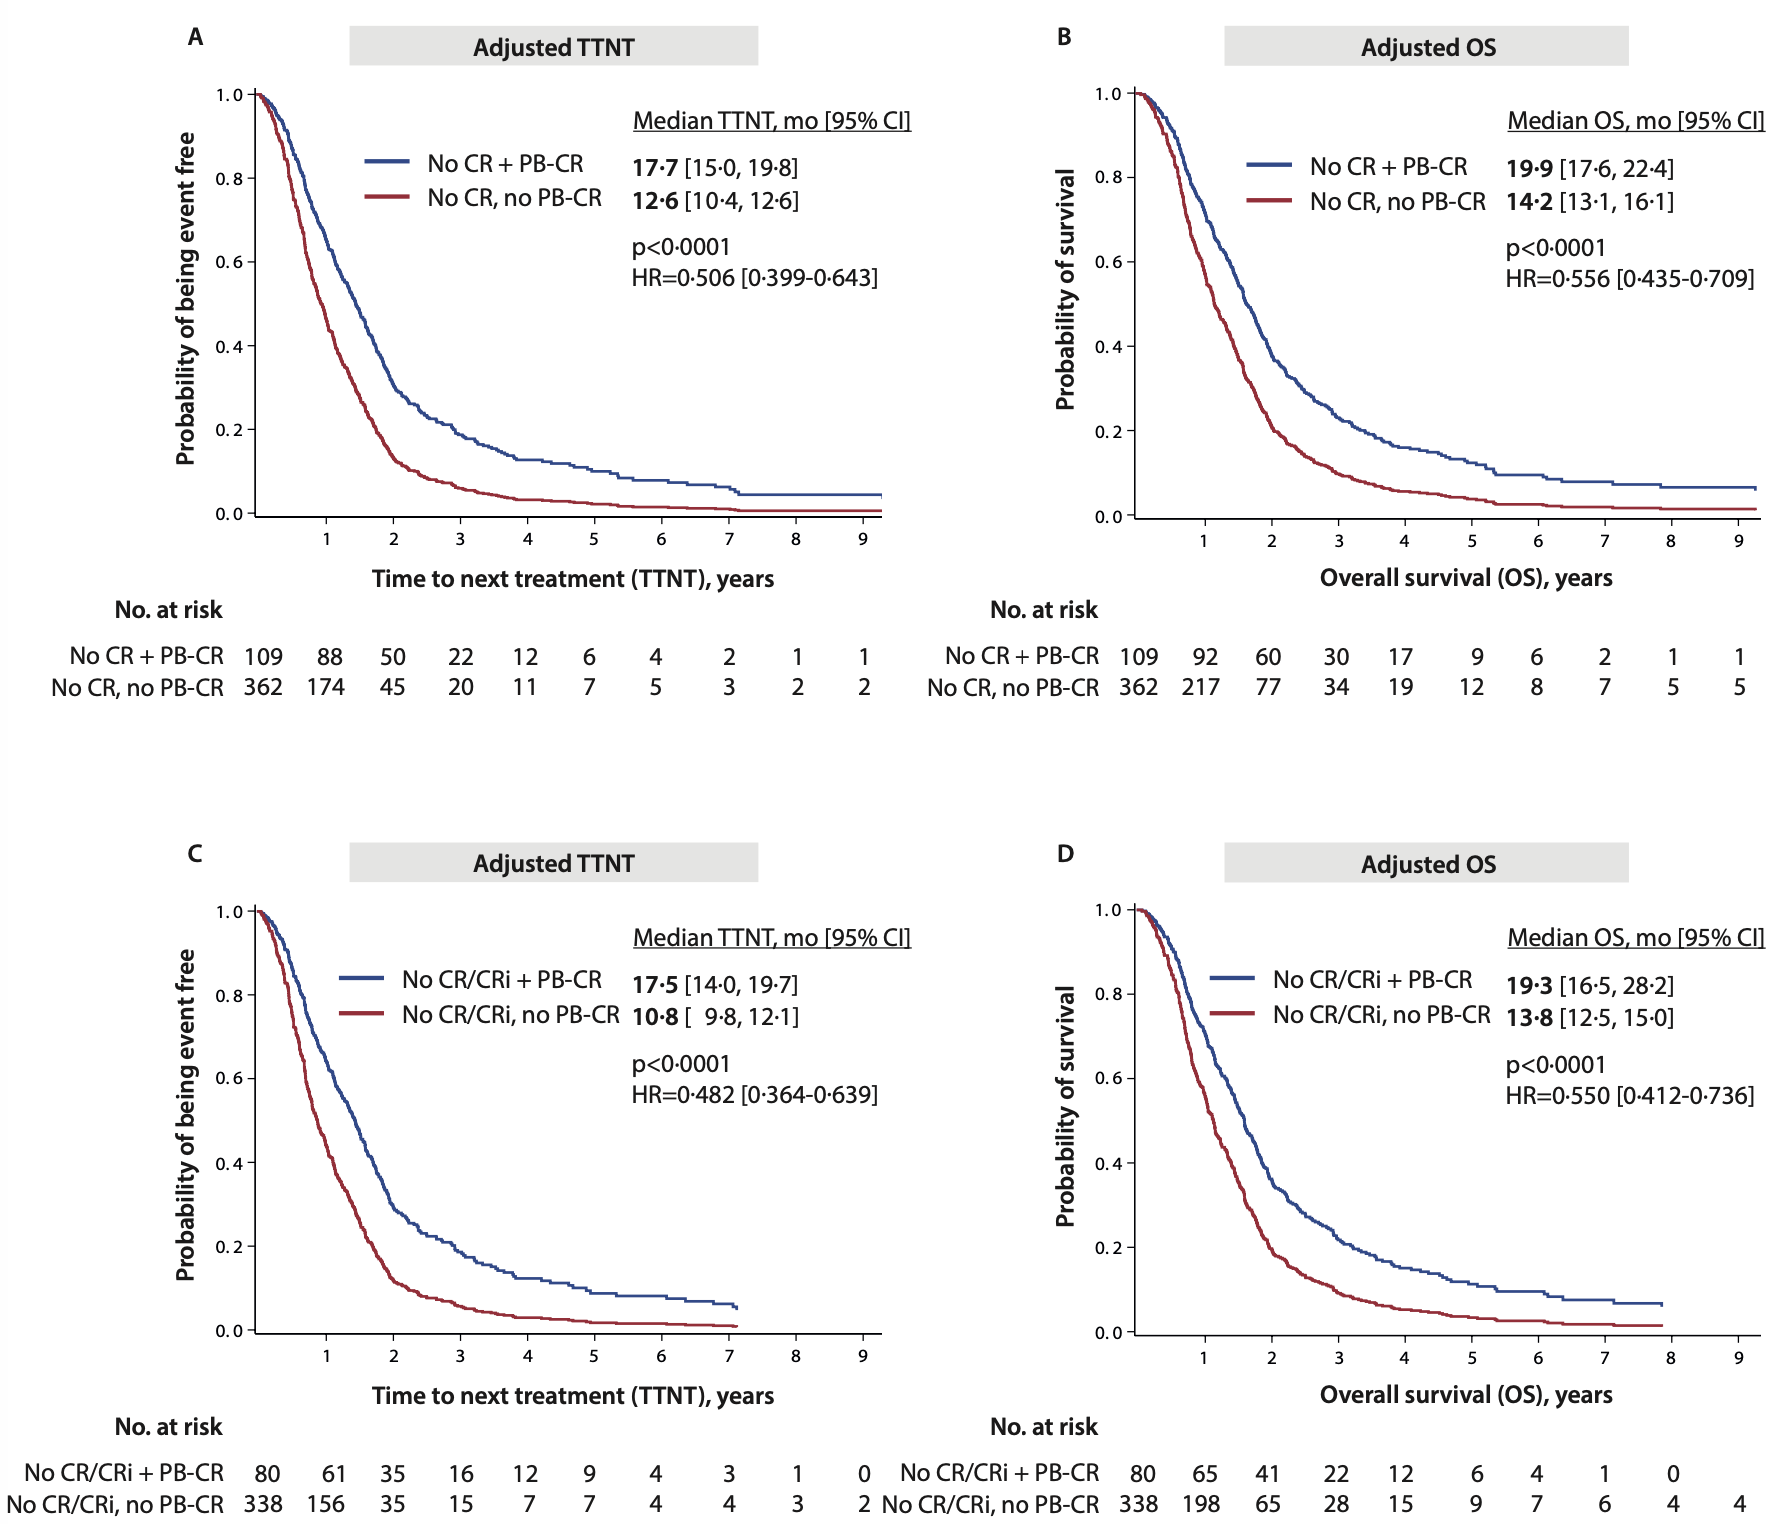 A
Adjusted TTNT
Probability of being event free
1.0
0.8
0.6
0.4
0.2
0.0
Median TTNT, mo [95% CI]
No CR + PB-CR 17·7 [15·0, 19·8]
No CR, no PB-CR 12·6 [10·4, 12·6]
p<0·0001
HR=0·506 [0·399-0·643]
1 2 3 4 5 6 7 8 9
Time to next treatment (TTNT), years
No. at risk
No CR + PB-CR 109 88 50 22 12 6 4 2 1 1
No CR, no PB-CR 362 174 45 20 11 7 5 3 2 2
B
Adjusted OS
Probability of survival
1.0
0.8
0.6
0.4
0.2
0.0
Median OS, mo [95% CI]
No CR + PB-CR 19·9 [17·6, 22·4]
No CR, no PB-CR 14·2 [13·1, 16·1]
p<0·0001
HR=0·556 [0·435-0·709]
1 2 3 4 5 6 7 8 9
Overall survival (OS), years
No. at risk
No CR + PB-CR 109 92 60 30 17 9 6 2 1 1
No CR, no PB-CR 362 217 77 34 19 12 8 7 5 5
C
Adjusted TTNT
Probability of being event free
1.0
0.8
0.6
0.4
0.2
0.0
Median TTNT, mo [95% CI]
No CR/CRi + PB-CR 17·5 [14·0, 19·7]
No CR/CRi, no PB-CR 10·8 [ 9·8, 12·1]
p<0·0001
HR=0·482 [0·364-0·639]
1 2 3 4 5 6 7 8 9
Time to next treatment (TTNT), years
No. at risk
No CR/CRi + PB-CR 80 61 35 16 12 9 4 3 1 0
No CR/CRi, no PB-CR 338 156 35 15 7 7 4 4 3 2
D
Adjusted OS
Probability of survival
1.0
0.8
0.6
0.4
0.2
0.0
Median OS, mo [95% CI]
No CR/CRi + PB-CR 19·3 [16·5, 28·2]
No CR/CRi, no PB-CR 13·8 [12·5, 15·0]
p<0·0001
HR=0·550 [0·412-0·736]
1 2 3 4 5 6 7 8 9
Overall survival (OS), years
No. at risk
No CR/CRi + PB-CR 80 65 41 22 12 6 4 1 0
No CR/CRi, no PB-CR 338 198 65 28 15 9 7 6 4 4